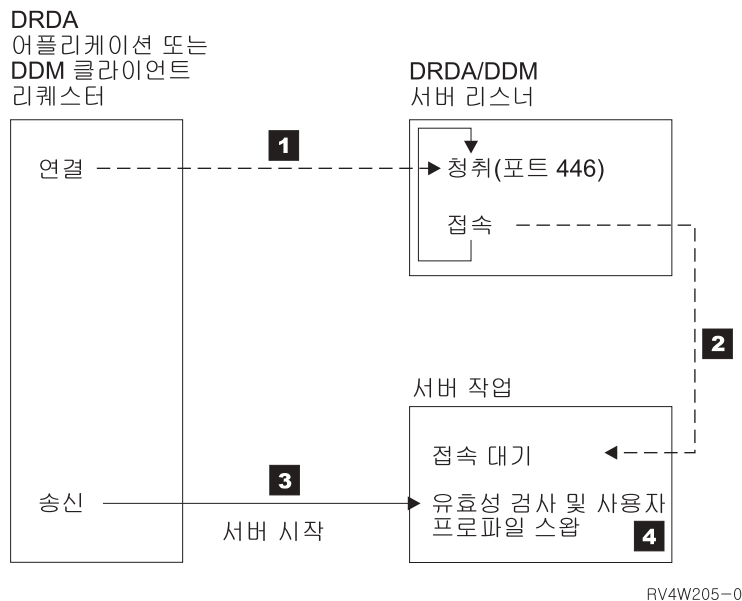 DRDA
어플리케이션 또는
DDM 클라이언트
리퀘스터
DRDA/DDM
서버 리스너
1
연결
청취(포트 446)
접속
2
서버 작업
접속 대기
3
송신
유효성 검사 및 사용자
프로파일 스왑
4
서버 시작
RV4W205-0